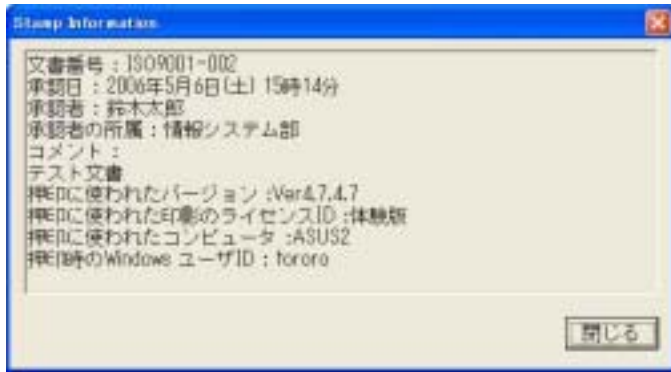 Stamp Information
文書番号：ISO9001-002
承認日：2006年5月6日(土) 15時14分
承認者：鈴木太郎
承認者の所属：情報システム部
コメント：
テスト文書
押印に使われたバージョン :Ver4.7.4.7
押印に使われた印影のライセンスID :体験版
押印に使われたコンピュータ :ASUS2
押印時のWindows ユーザID : tororo
閉じる